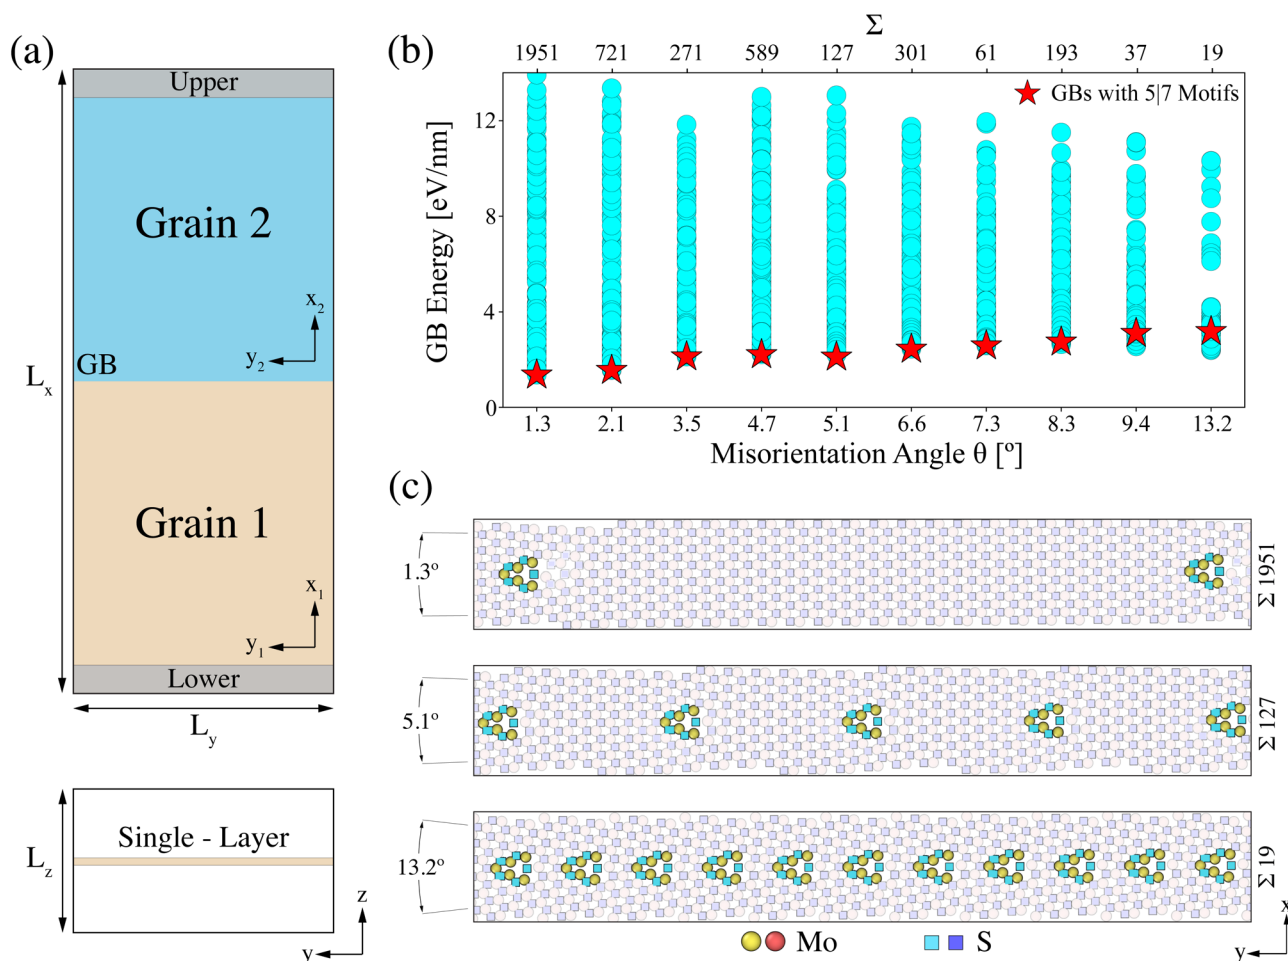 (a)
Upper
Grain 2
x2
y2
GB
Lx
Grain 1
x1
y1
Lower
Ly
Single - Layer
Lz
z
y
(b)
Σ
1951 721 271 589 127 301 61 193 37 19
GBs with 5|7 Motifs
GB Energy [eV/nm]
12
8
4
0
1.3 2.1 3.5 4.7 5.1 6.6 7.3 8.3 9.4 13.2
Misorientation Angle θ [º]
(c)
1.3º
Σ 1951
5.1º
Σ 127
13.2º
Σ 19
Mo S
x
y